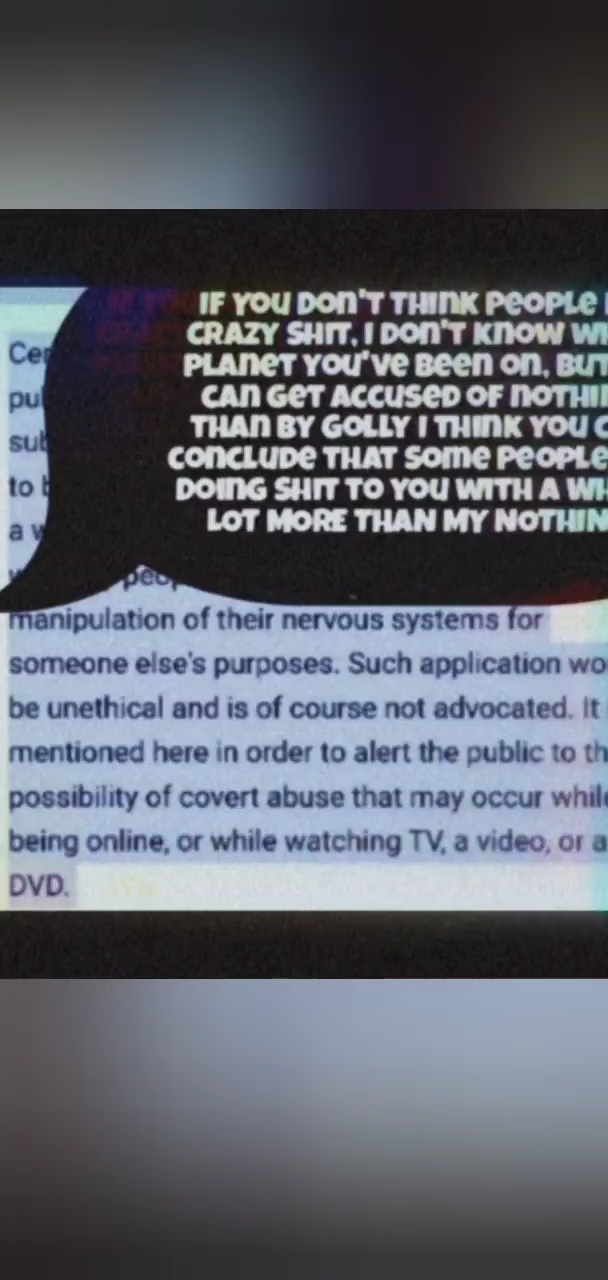 IF YOU DON'T THINK PEOPLE
CRAZY SHIT, I DON'T KNOW
PLANET YOU'VE BEEN ON, BUT
CAN GET ACCUSED OF
THAN BY GOLLY I THINK YOU
CONCLUDE THAT SOME PEOPLE
DOING SHIT TO YOU WITH A
LOT MORE THAN MY
to
a
manipulation of their nervous systems for
someone else's purposes. Such application
be unethical and is of course not advocated. It
mentioned here in order to alert the public to
possibility of covert abuse that may occur
being online, or while watching TV, a video, or a
DVD.